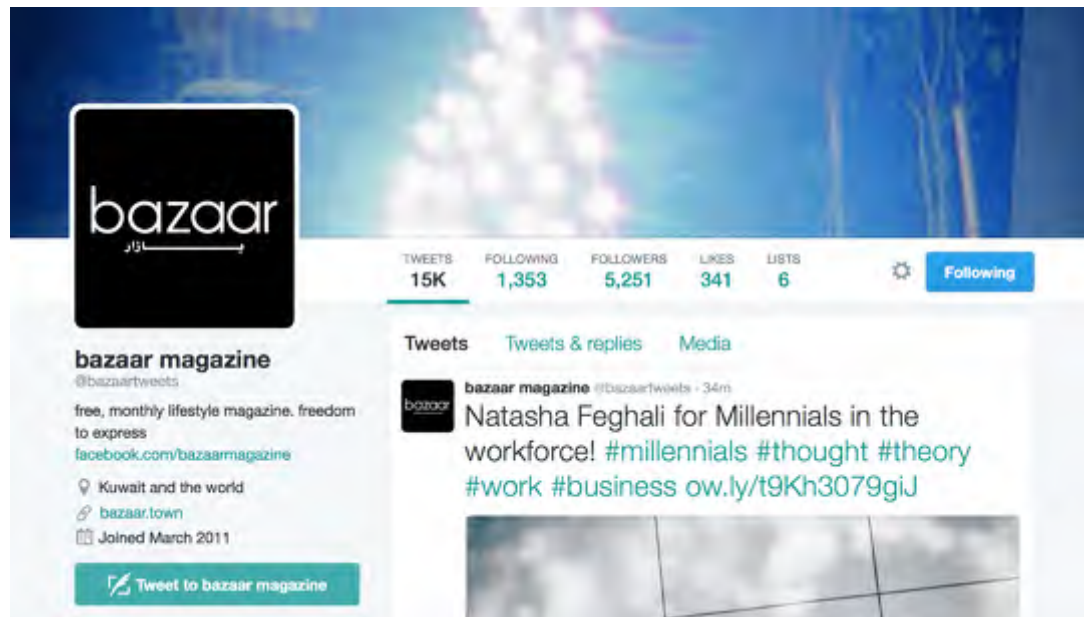 bazaar
بازار
TWEETS FOLLOWING FOLLOWERS LIKES LISTS
15K 1,353 5,251 341 6
Following
bazaar magazine
@bazaartweets
free, monthly lifestyle magazine. freedom
to express
facebook.com/bazaarmagazine
Kuwait and the world
bazaar.town
Joined March 2011
Tweet to bazaar magazine
Tweets Tweets & replies Media
bazaar
bazaar magazine @bazaartweets · 34m
Natasha Feghali for Millennials in the
workforce! #millennials #thought #theory
#work #business ow.ly/t9Kh3079giJ